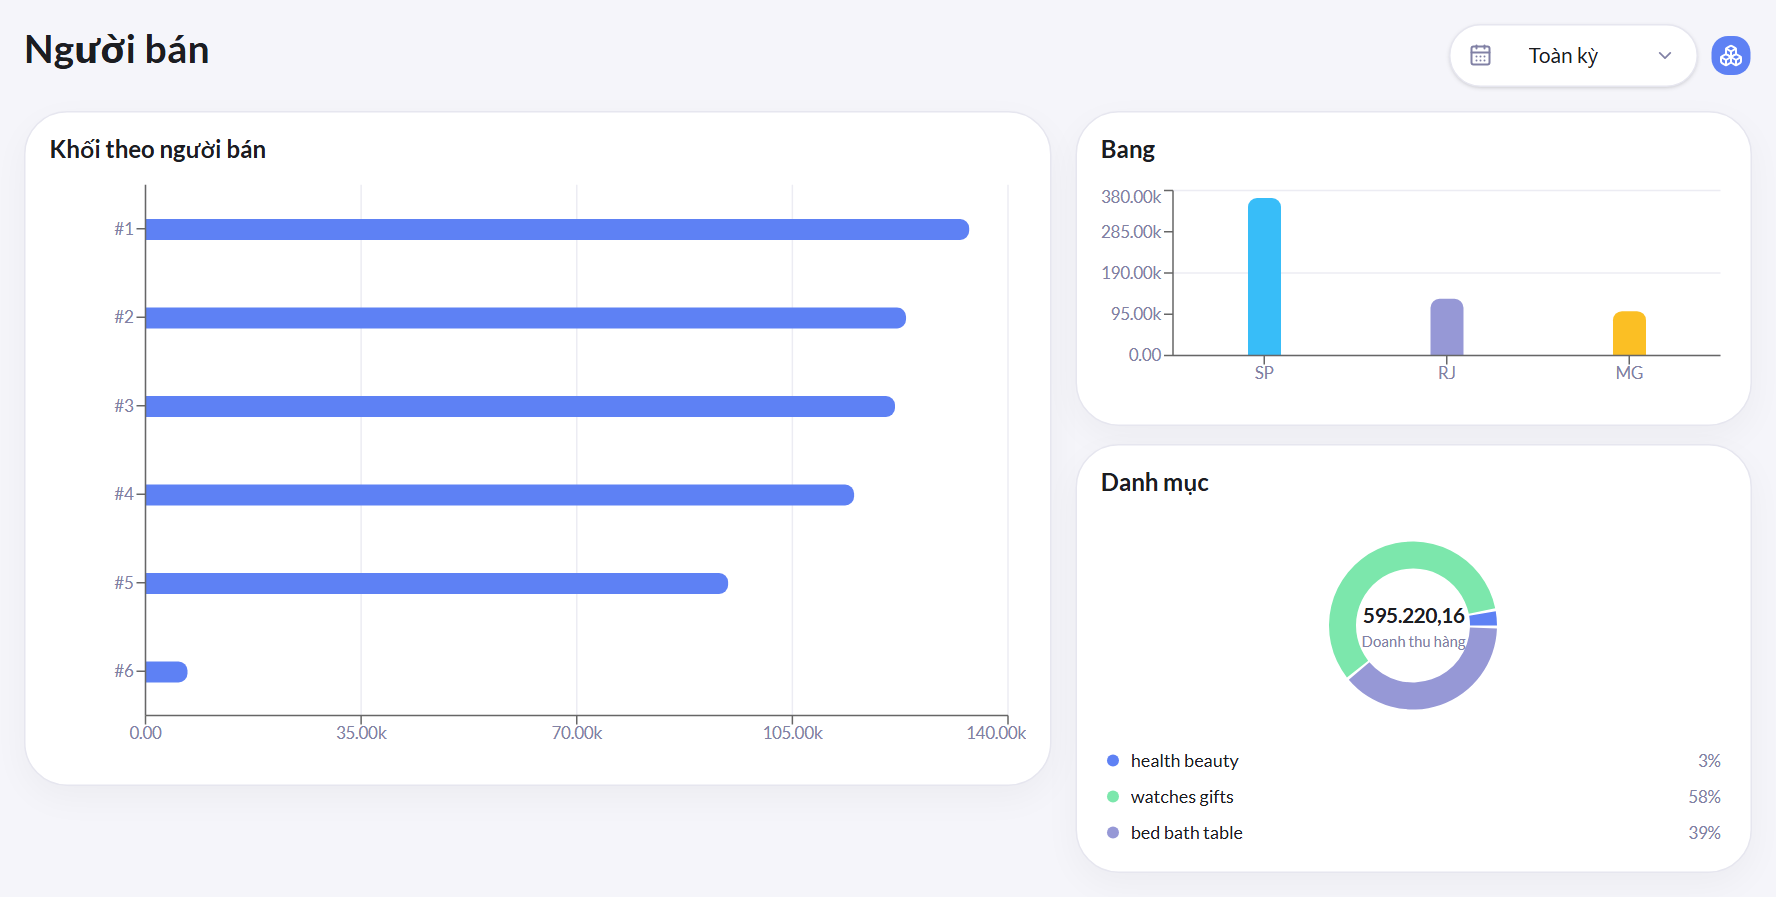 Người bán
Toàn kỳ
Khối theo người bán
#1
#2
#3
#4
#5
#6
0.00
35.00k
70.00k
105.00k
140.00k
Bang
380.00k
285.00k
190.00k
95.00k
0.00
SP
RJ
MG
Danh mục
595.220,16
Doanh thu hàng
health beauty 3%
watches gifts 58%
bed bath table 39%